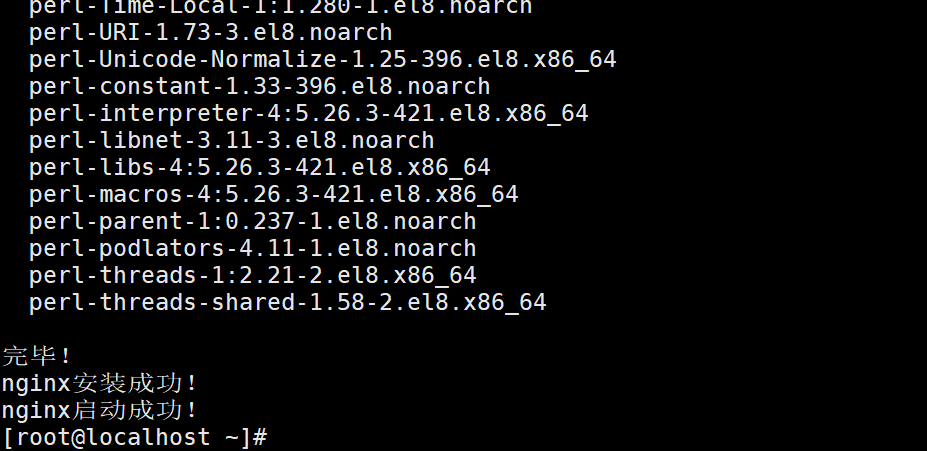 perl-Time-Local-1:1.280-1.el8.noarch
perl-URI-1.73-3.el8.noarch
perl-Unicode-Normalize-1.25-396.el8.x86_64
perl-constant-1.33-396.el8.noarch
perl-interpreter-4:5.26.3-421.el8.x86_64
perl-libnet-3.11-3.el8.noarch
perl-libs-4:5.26.3-421.el8.x86_64
perl-macros-4:5.26.3-421.el8.x86_64
perl-parent-1:0.237-1.el8.noarch
perl-podlators-4.11-1.el8.noarch
perl-threads-1:2.21-2.el8.x86_64
perl-threads-shared-1.58-2.el8.x86_64
完毕!
nginx安装成功!
nginx启动成功!
[root@localhost ~]#